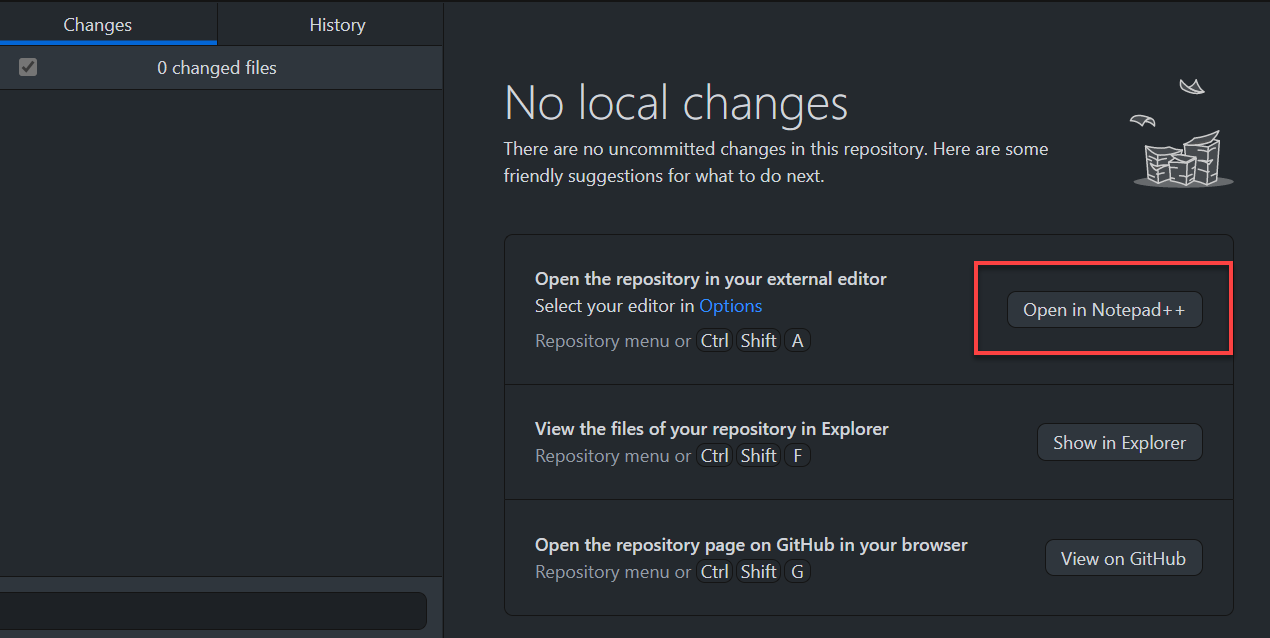 Changes
History
0 changed files
No local changes
There are no uncommitted changes in this repository. Here are some
friendly suggestions for what to do next.
Open the repository in your external editor
Select your editor in Options
Repository menu or Ctrl Shift A
Open in Notepad++
View the files of your repository in Explorer
Repository menu or Ctrl Shift F
Show in Explorer
Open the repository page on GitHub in your browser
Repository menu or Ctrl Shift G
View on GitHub